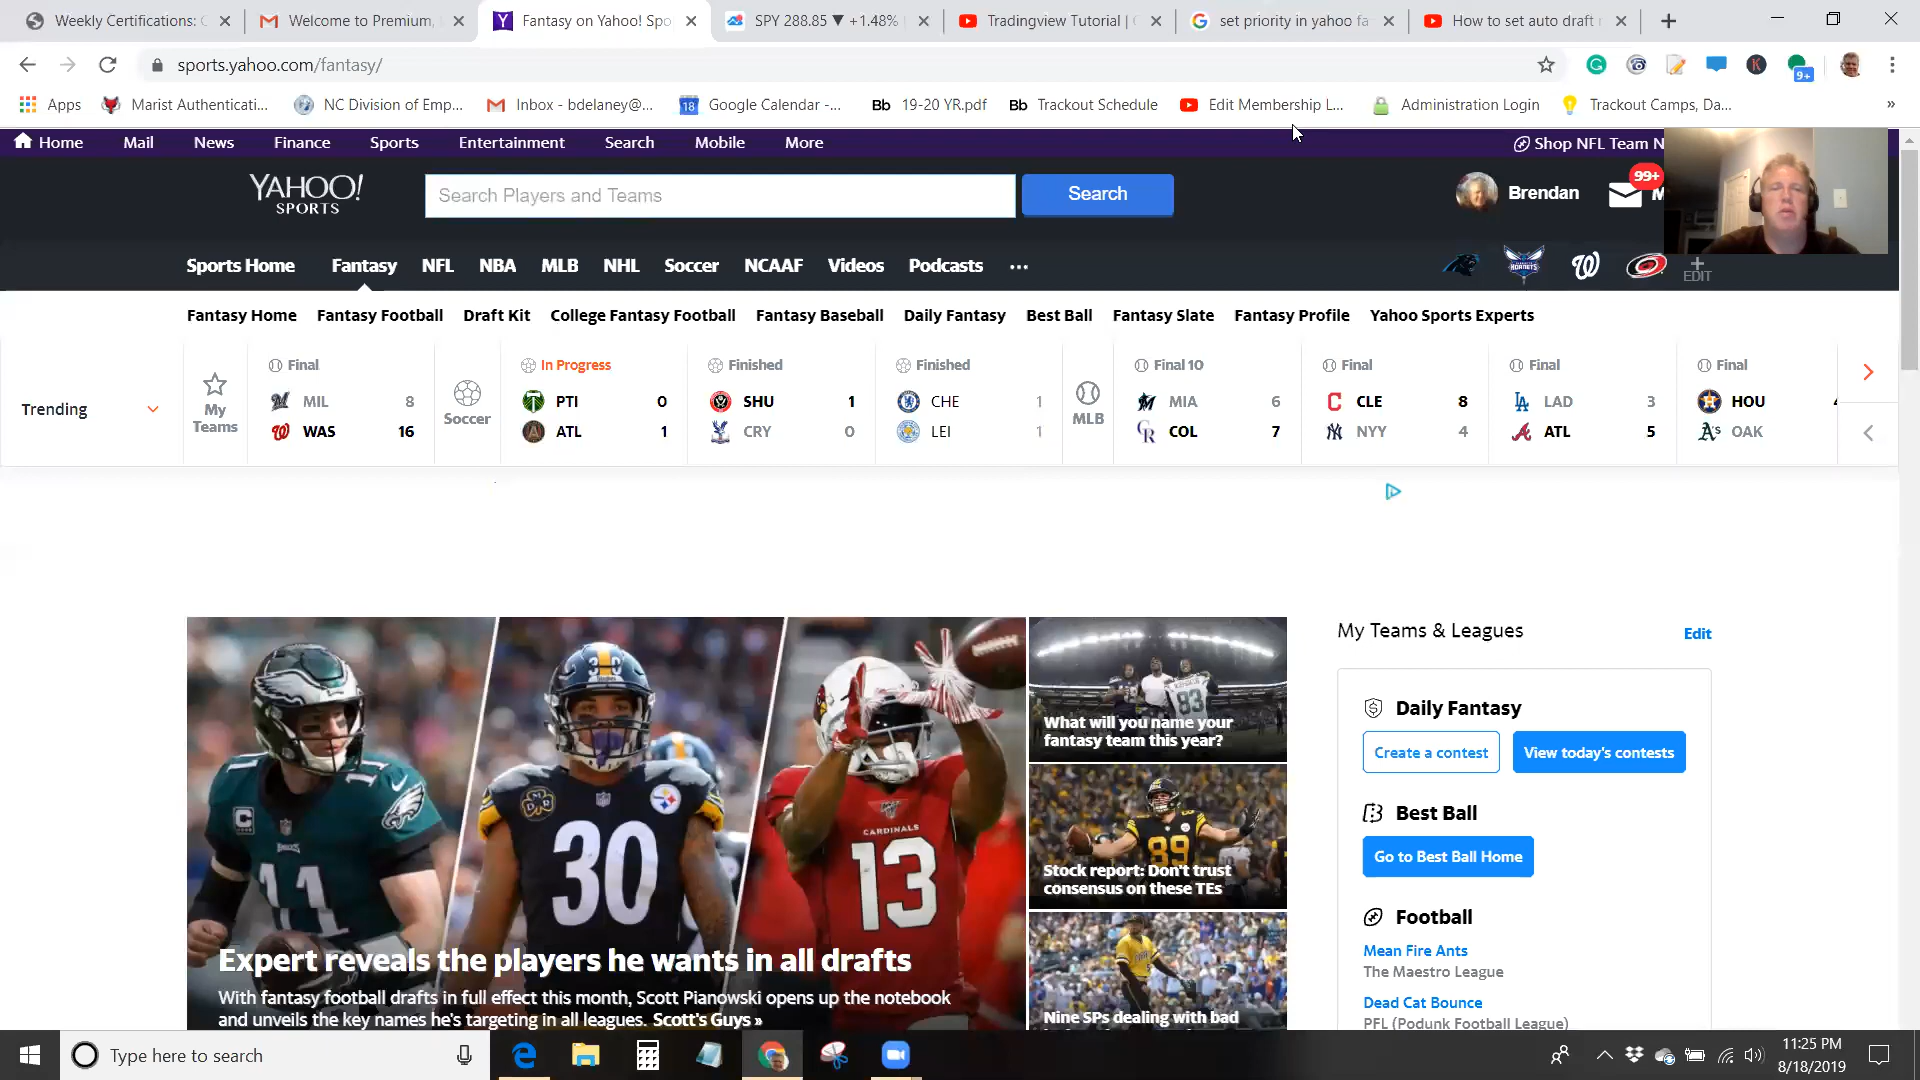 Weekly Certifications:
Welcome to Premium,
Fantasy on Yahoo! Spo
SPY 288.85 ▼ +1.48%
Tradingview Tutorial |
set priority in yahoo fa
How to set auto draft
sports.yahoo.com/fantasy/
9+
Apps
Marist Authenticati...
NC Division of Emp...
Inbox - bdelaney@...
18
Google Calendar -...
Bb 19-20 YR.pdf
Bb Trackout Schedule
Edit Membership L...
Administration Login
Trackout Camps, Da...
»
Home Mail News Finance Sports Entertainment Search Mobile More
Shop NFL Team N
YAHOO!
SPORTS
Search Players and Teams
Search
Brendan
99+
M
Sports Home Fantasy NFL NBA MLB NHL Soccer NCAAF Videos Podcasts ...
EDIT
Fantasy Home Fantasy Football Draft Kit College Fantasy Football Fantasy Baseball Daily Fantasy Best Ball Fantasy Slate Fantasy Profile Yahoo Sports Experts
Trending
My
Teams
Final
MIL 8
WAS 16
Soccer
In Progress
PTI 0
ATL 1
Finished
SHU 1
CRY 0
Finished
CHE 1
LEI 1
MLB
Final 10
MIA 6
COL 7
Final
CLE 8
NYY 4
Final
LAD 3
ATL 5
Final
HOU
OAK
11
30
CARDINALS
13
Expert reveals the players he wants in all drafts
With fantasy football drafts in full effect this month, Scott Pianowski opens up the notebook
and unveils the key names he's targeting in all leagues. Scott's Guys »
83
What will you name your
fantasy team this year?
89
Stock report: Don't trust
consensus on these TEs
Nine SPs dealing with bad
My Teams & Leagues
Edit
Daily Fantasy
Create a contest
View today's contests
Best Ball
Go to Best Ball Home
Football
Mean Fire Ants
The Maestro League
Dead Cat Bounce
PFL (Podunk Football League)
Type here to search
11:25 PM
8/18/2019